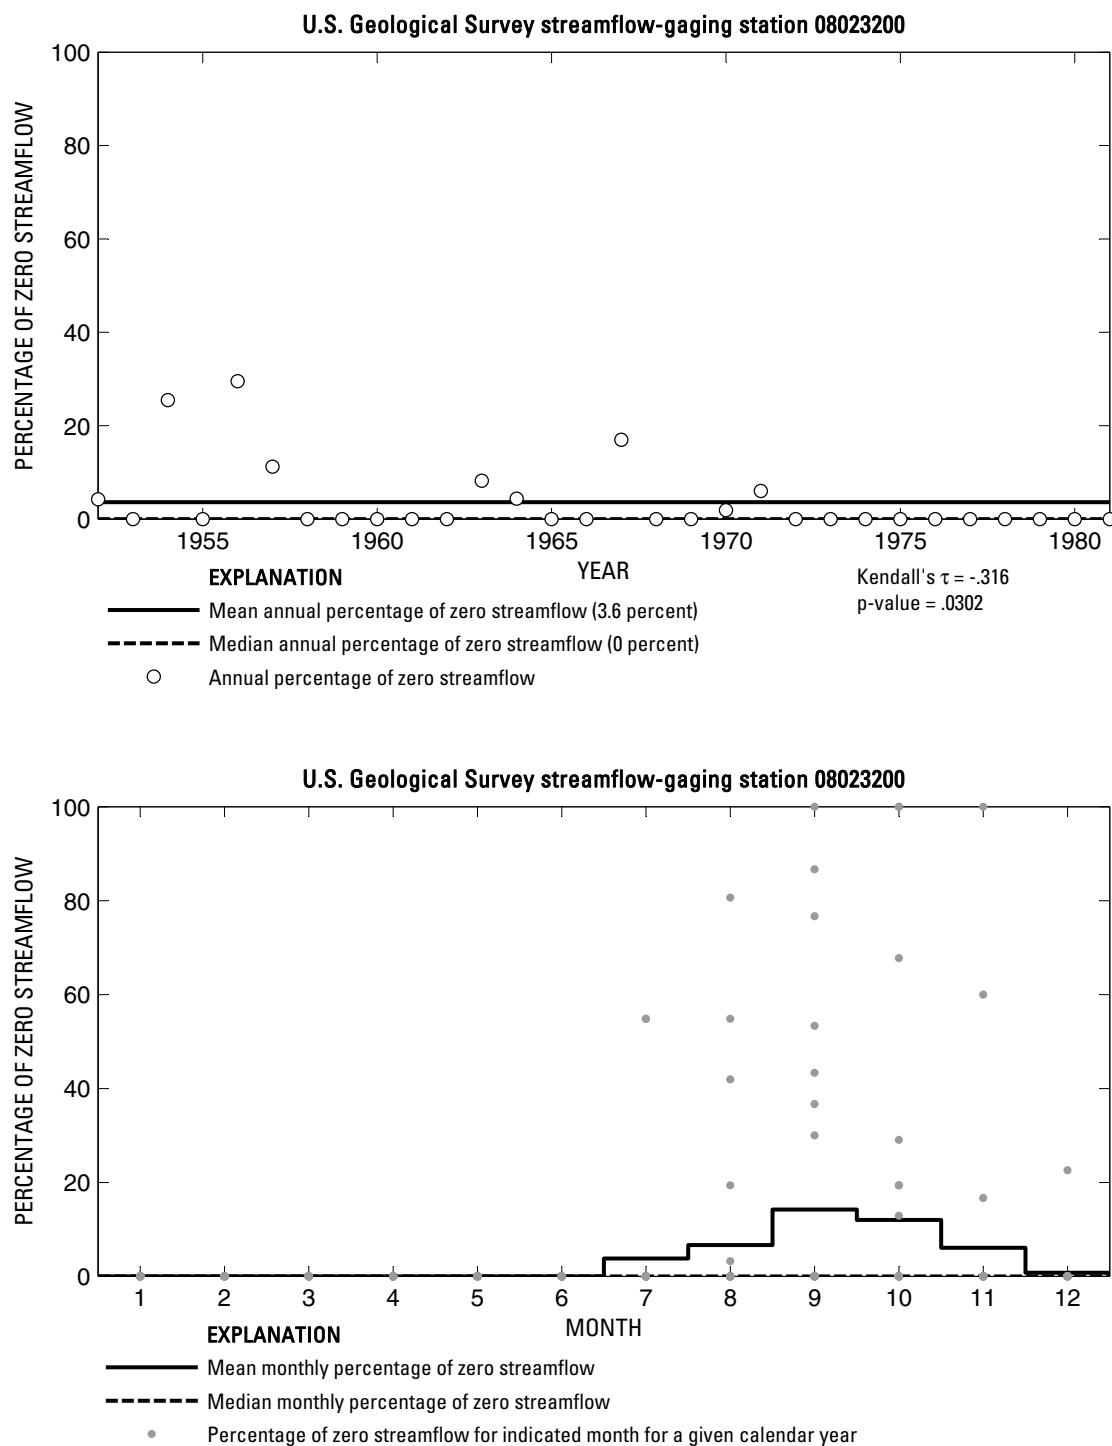 U.S. Geological Survey streamflow-gaging station 08023200
PERCENTAGE OF ZERO STREAMFLOW
100
80
60
40
20
0
1955 1960 1965 1970 1975 1980
YEAR
EXPLANATION
Mean annual percentage of zero streamflow (3.6 percent)
Median annual percentage of zero streamflow (0 percent)
Annual percentage of zero streamflow
Kendall's τ = -.316
p-value = .0302
U.S. Geological Survey streamflow-gaging station 08023200
PERCENTAGE OF ZERO STREAMFLOW
100
80
60
40
20
0
1 2 3 4 5 6 7 8 9 10 11 12
MONTH
EXPLANATION
Mean monthly percentage of zero streamflow
Median monthly percentage of zero streamflow
Percentage of zero streamflow for indicated month for a given calendar year